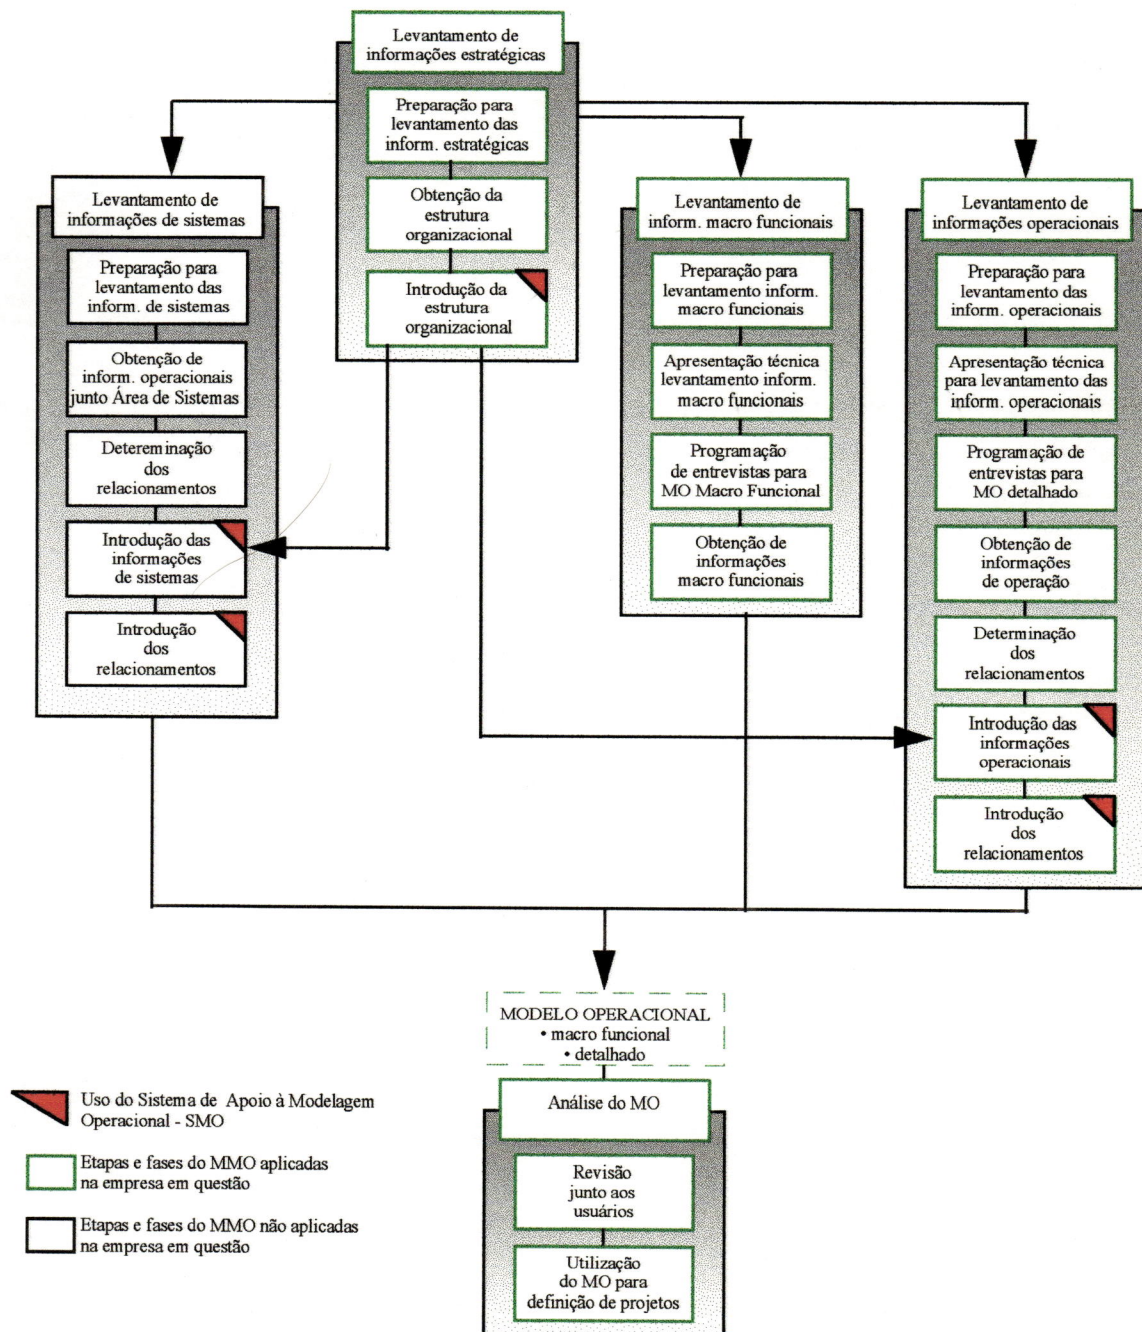 Levantamento de
informações estratégicas
Preparação para
levantamento das
inform. estratégicas
Obtenção da
estrutura
organizacional
Introdução da
estrutura
organizacional
Levantamento de
informações de sistemas
Preparação para
levantamento das
inform. de sistemas
Obtenção de
inform. operacionais
junto Área de Sistemas
Detereminação
dos
relacionamentos
Introdução das
informações
de sistemas
Introdução
dos
relacionamentos
Levantamento de
inform. macro funcionais
Preparação para
levantamento inform.
macro funcionais
Apresentação técnica
levantamento inform.
macro funcionais
Programação
de entrevistas para
MO Macro Funcional
Obtenção de
informações
macro funcionais
Levantamento de
informações operacionais
Preparação para
levantamento das
inform. operacionais
Apresentação técnica
para levantamento das
inform. operacionais
Programação de
entrevistas para
MO detalhado
Obtenção de
informações
de operação
Determinação
dos
relacionamentos
Introdução das
informações
operacionais
Introdução
dos
relacionamentos
MODELO OPERACIONAL
• macro funcional
• detalhado
Análise do MO
Revisão
junto aos
usuários
Utilização
do MO para
definição de projetos
Uso do Sistema de Apoio à Modelagem
Operacional - SMO
Etapas e fases do MMO aplicadas
na empresa em questão
Etapas e fases do MMO não aplicadas
na empresa em questão